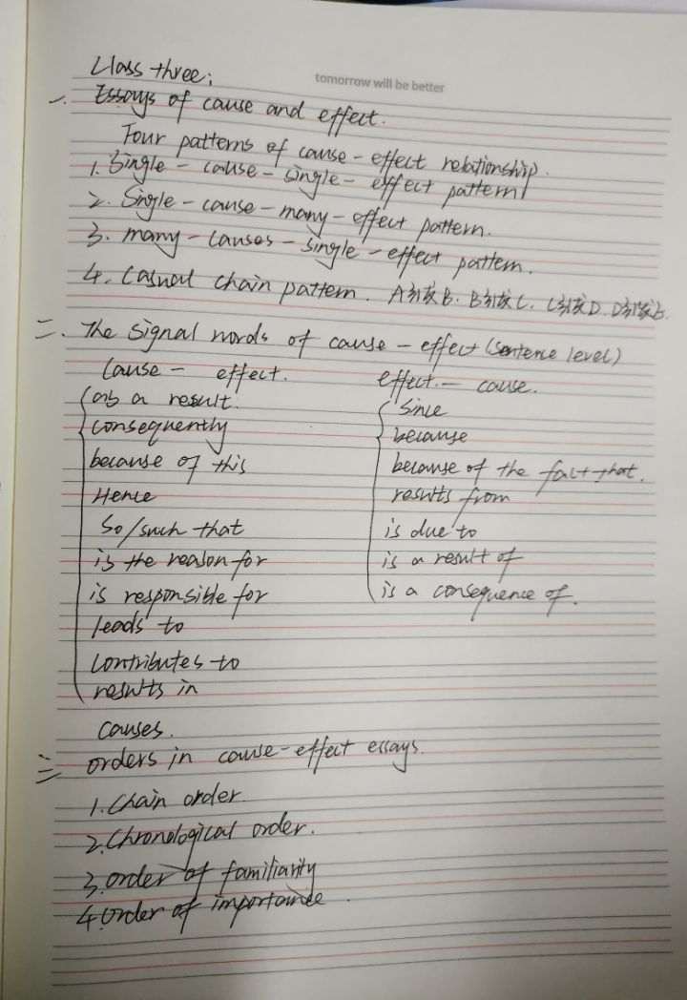 tomorrow will be better
Class three:
一、Essays of cause and effect.
Four patterns of cause-effect relationship.
1. Single-cause-single-effect pattern
2. Single-cause-many-effect pattern.
3. many-causes-single-effect pattern.
4. Casual chain pattern. A引发B. B引发C. C引发D. D引发E.
二、The signal words of cause-effect (sentence level)
Cause-effect. effect-cause.
as a result. Since
consequently because
because of this because of the fact that.
Hence results from
So/such that is due to
is the reason for is a result of
is responsible for is a consequence of.
leads to
contributes to
results in
causes.
三 orders in cause-effect essays.
1. Chain order.
2. Chronological order.
3. order of familiarity
4. Order of importance.